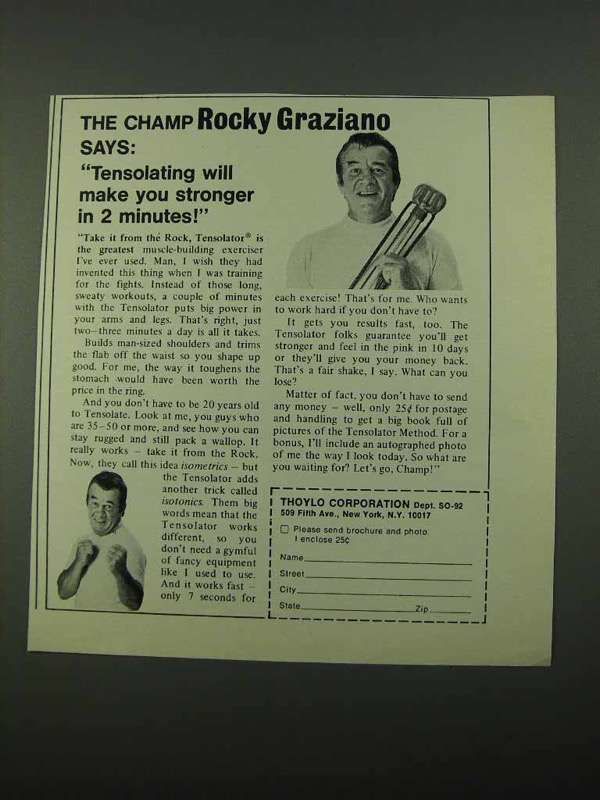 THE CHAMP Rocky Graziano
SAYS:
"Tensolating will
make you stronger
in 2 minutes!"
"Take it from the Rock, Tensolator® is
the greatest muscle-building exerciser
I've ever used. Man, I wish they had
invented this thing when I was training
for the fights. Instead of those long,
sweaty workouts, a couple of minutes
with the Tensolator puts big power in
your arms and legs. That's right, just
two–three minutes a day is all it takes.
Builds man-sized shoulders and trims
the flab off the waist so you shape up
good. For me, the way it toughens the
stomach would have been worth the
price in the ring.
And you don't have to be 20 years old
to Tensolate. Look at me, you guys who
are 35–50 or more, and see how you can
stay rugged and still pack a wallop. It
really works – take it from the Rock.
Now, they call this idea isometrics – but
the Tensolator adds
another trick called
isotonics. Them big
words mean that the
Tensolator works
different, so you
don't need a gymful
of fancy equipment
like I used to use.
And it works fast –
only 7 seconds for
each exercise! That's for me. Who wants
to work hard if you don't have to?
It gets you results fast, too. The
Tensolator folks guarantee you'll get
stronger and feel in the pink in 10 days
or they'll give you your money back.
That's a fair shake, I say. What can you
lose?
Matter of fact, you don't have to send
any money – well, only 25¢ for postage
and handling to get a big book full of
pictures of the Tensolator Method. For a
bonus, I'll include an autographed photo
of me the way I look today. So what are
you waiting for? Let's go, Champ!"
THOYLO CORPORATION Dept. SO-92
509 Fifth Ave., New York, N.Y. 10017
Please send brochure and photo
I enclose 25¢
Name
Street
City
State Zip